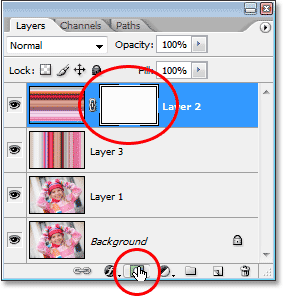 Layers Channels Paths
Normal Opacity: 100%
Lock: Fill: 100%
Layer 2
Layer 3
Layer 1
Background